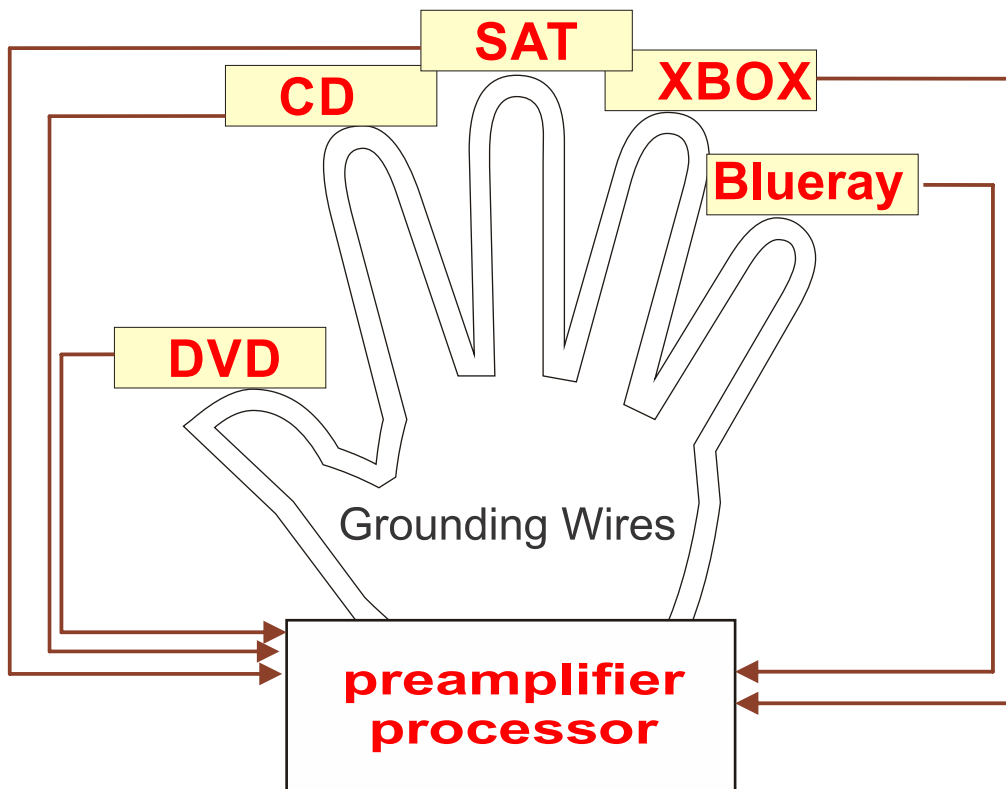 SAT
CD
XBOX
Blueray
DVD
Grounding Wires
preamplifier
processor